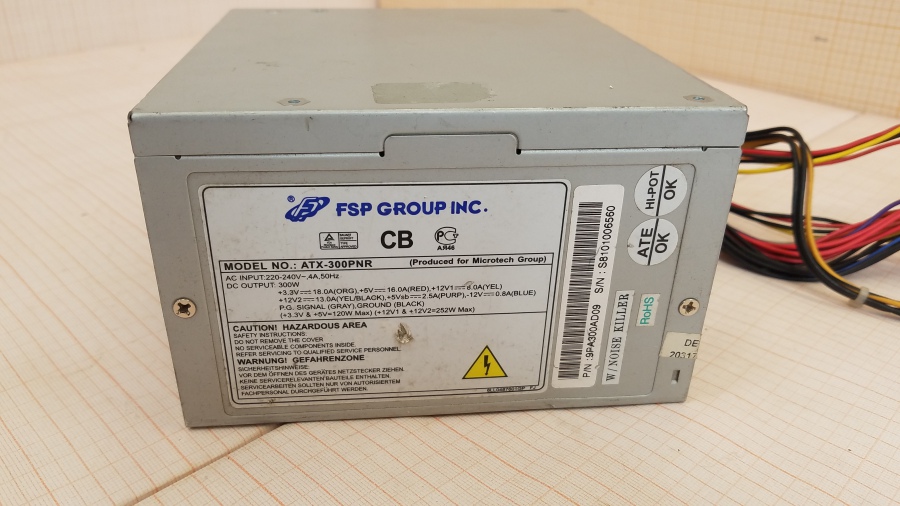 ® FSP GROUP INC.
CB
MODEL NO.: ATX-300PNR (Produced for Microtech Group)
AC INPUT:220-240V~,4A,50Hz
DC OUTPUT: 300W
+3.3V⎓18.0A(ORG),+5V⎓16.0A(RED),+12V1⎓8.0A(YEL)
+12V2⎓13.0A(YEL/BLACK),+5Vsb⎓2.5A(PURP),-12V⎓0.8A(BLUE)
P.G. SIGNAL (GRAY),GROUND (BLACK)
(+3.3V & +5V=120W Max) (+12V1 & +12V2=252W Max)
CAUTION! HAZARDOUS AREA
SAFETY INSTRUCTIONS:
DO NOT REMOVE THE COVER
NO SERVICEABLE COMPONENTS INSIDE
REFER SERVICING TO QUALIFIED SERVICE PERSONNEL.
WARNUNG! GEFAHRENZONE
SICHERHEITSHINWEISE:
VOR DEM ÖFFNEN DES GERÄTES NETZSTECKER ZIEHEN.
KEINE SERVICERELEVANTEN BAUTEILE ENTHALTEN.
SERVICEARBEITEN SOLLTEN NUR VON AUTORISIERTEM
FACHPERSONAL DURCHGEFÜHRT WERDEN.
P/N :9PA300AD09 S/N : S8101006560
W/NOISE KILLER
RoHS
HI-POT
OK
ATE
OK
DE
20317